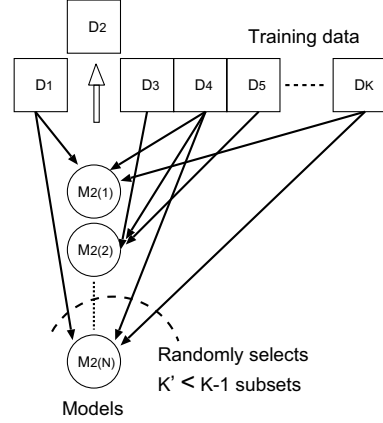 D2
Training data
D1 D3 D4 D5 DK
M2(1)
M2(2)
M2(N)
Randomly selects
K' < K-1 subsets
Models